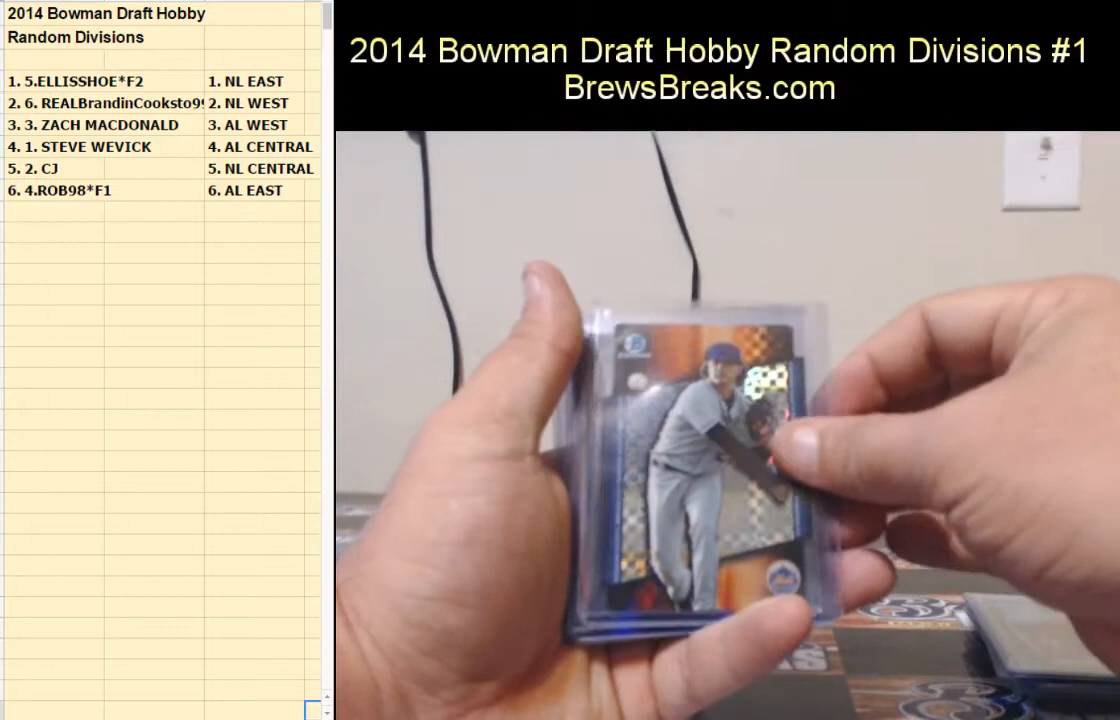 2014 Bowman Draft Hobby
Random Divisions
1. 5.ELLISSHOE*F2 1. NL EAST
2. 6. REALBrandinCooksto99 2. NL WEST
3. 3. ZACH MACDONALD 3. AL WEST
4. 1. STEVE WEVICK 4. AL CENTRAL
5. 2. CJ 5. NL CENTRAL
6. 4.ROB98*F1 6. AL EAST
2014 Bowman Draft Hobby Random Divisions #1
BrewsBreaks.com